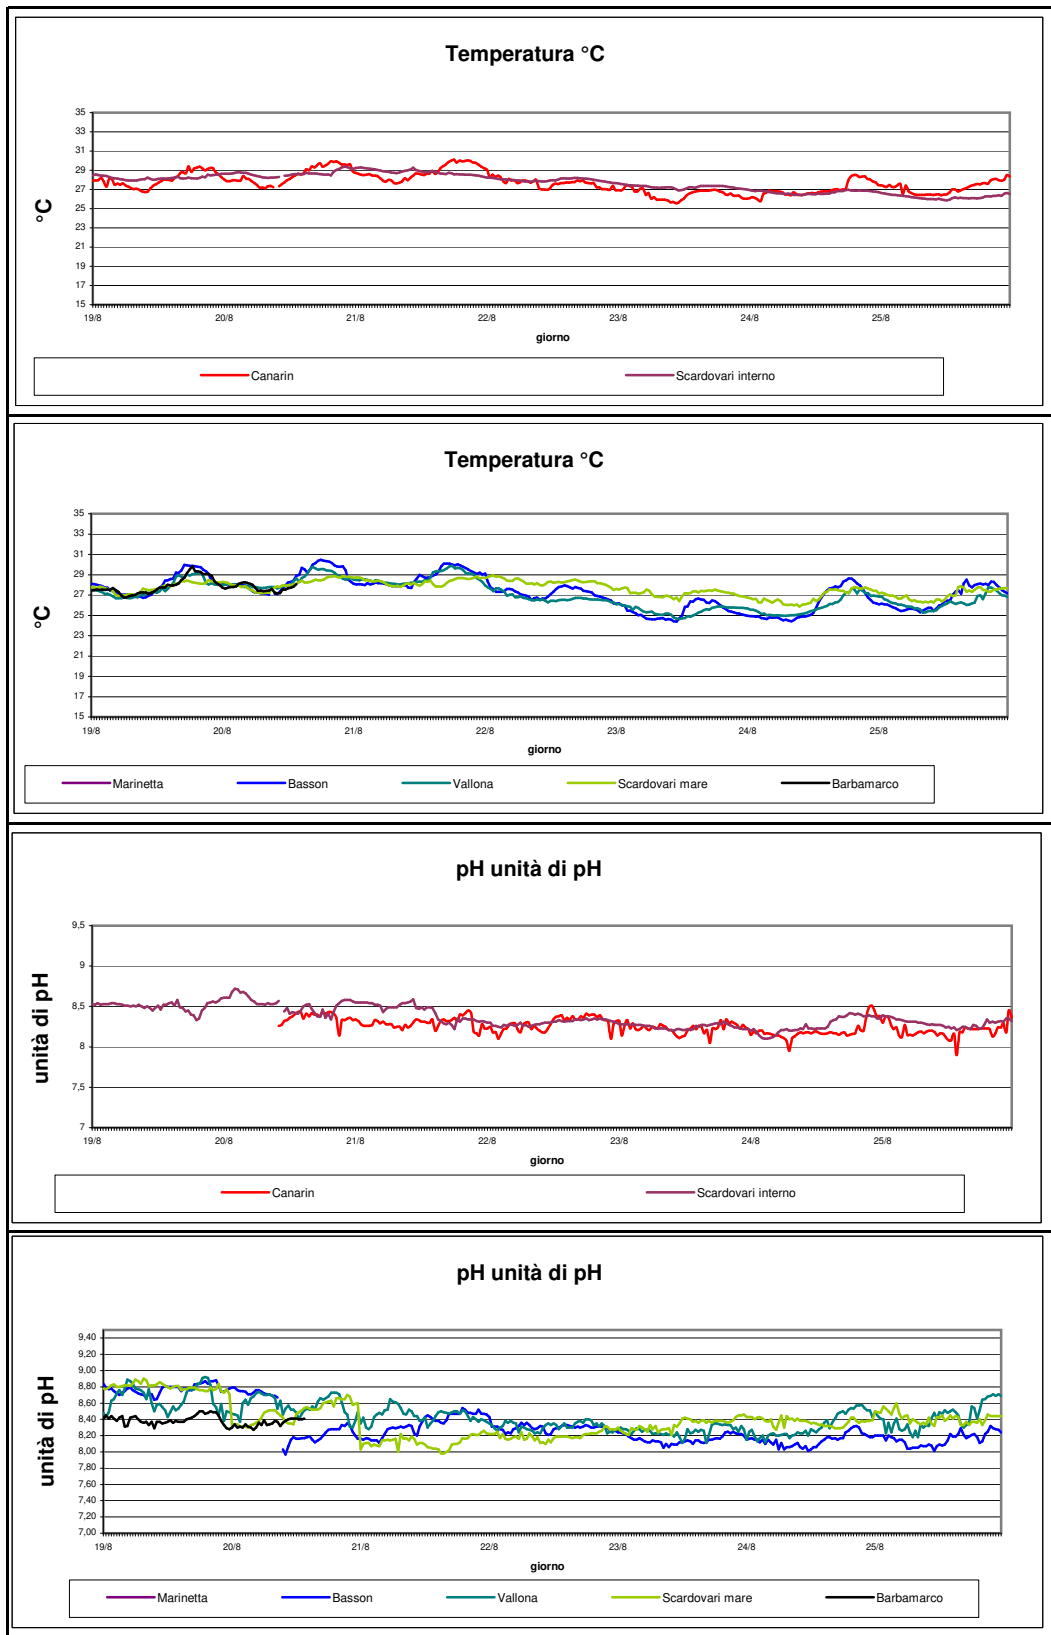 Temperatura °C
35
33
31
29
27
25
23
21
19
17
15
°C
19/8 20/8 21/8 22/8 23/8 24/8 25/8
giorno
Canarin Scardovari interno
Temperatura °C
35
33
31
29
27
25
23
21
19
17
15
°C
19/8 20/8 21/8 22/8 23/8 24/8 25/8
giorno
Marinetta Basson Vallona Scardovari mare Barbamarco
pH unità di pH
9,5
9
8,5
8
7,5
7
unità di pH
19/8 20/8 21/8 22/8 23/8 24/8 25/8
giorno
Canarin Scardovari interno
pH unità di pH
9,40
9,20
9,00
8,80
8,60
8,40
8,20
8,00
7,80
7,60
7,40
7,20
7,00
unità di pH
19/8 20/8 21/8 22/8 23/8 24/8 25/8
giorno
Marinetta Basson Vallona Scardovari mare Barbamarco